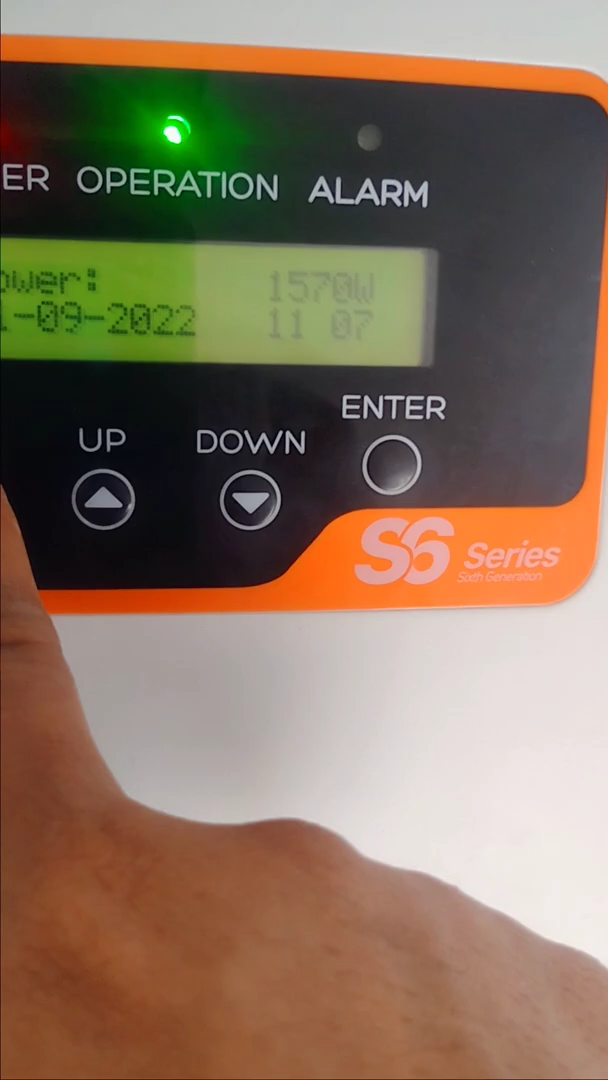 ER OPERATION ALARM
ower: 1570W
-09-2022 11 07
ENTER
UP DOWN
S6 Series
Sixth Generation